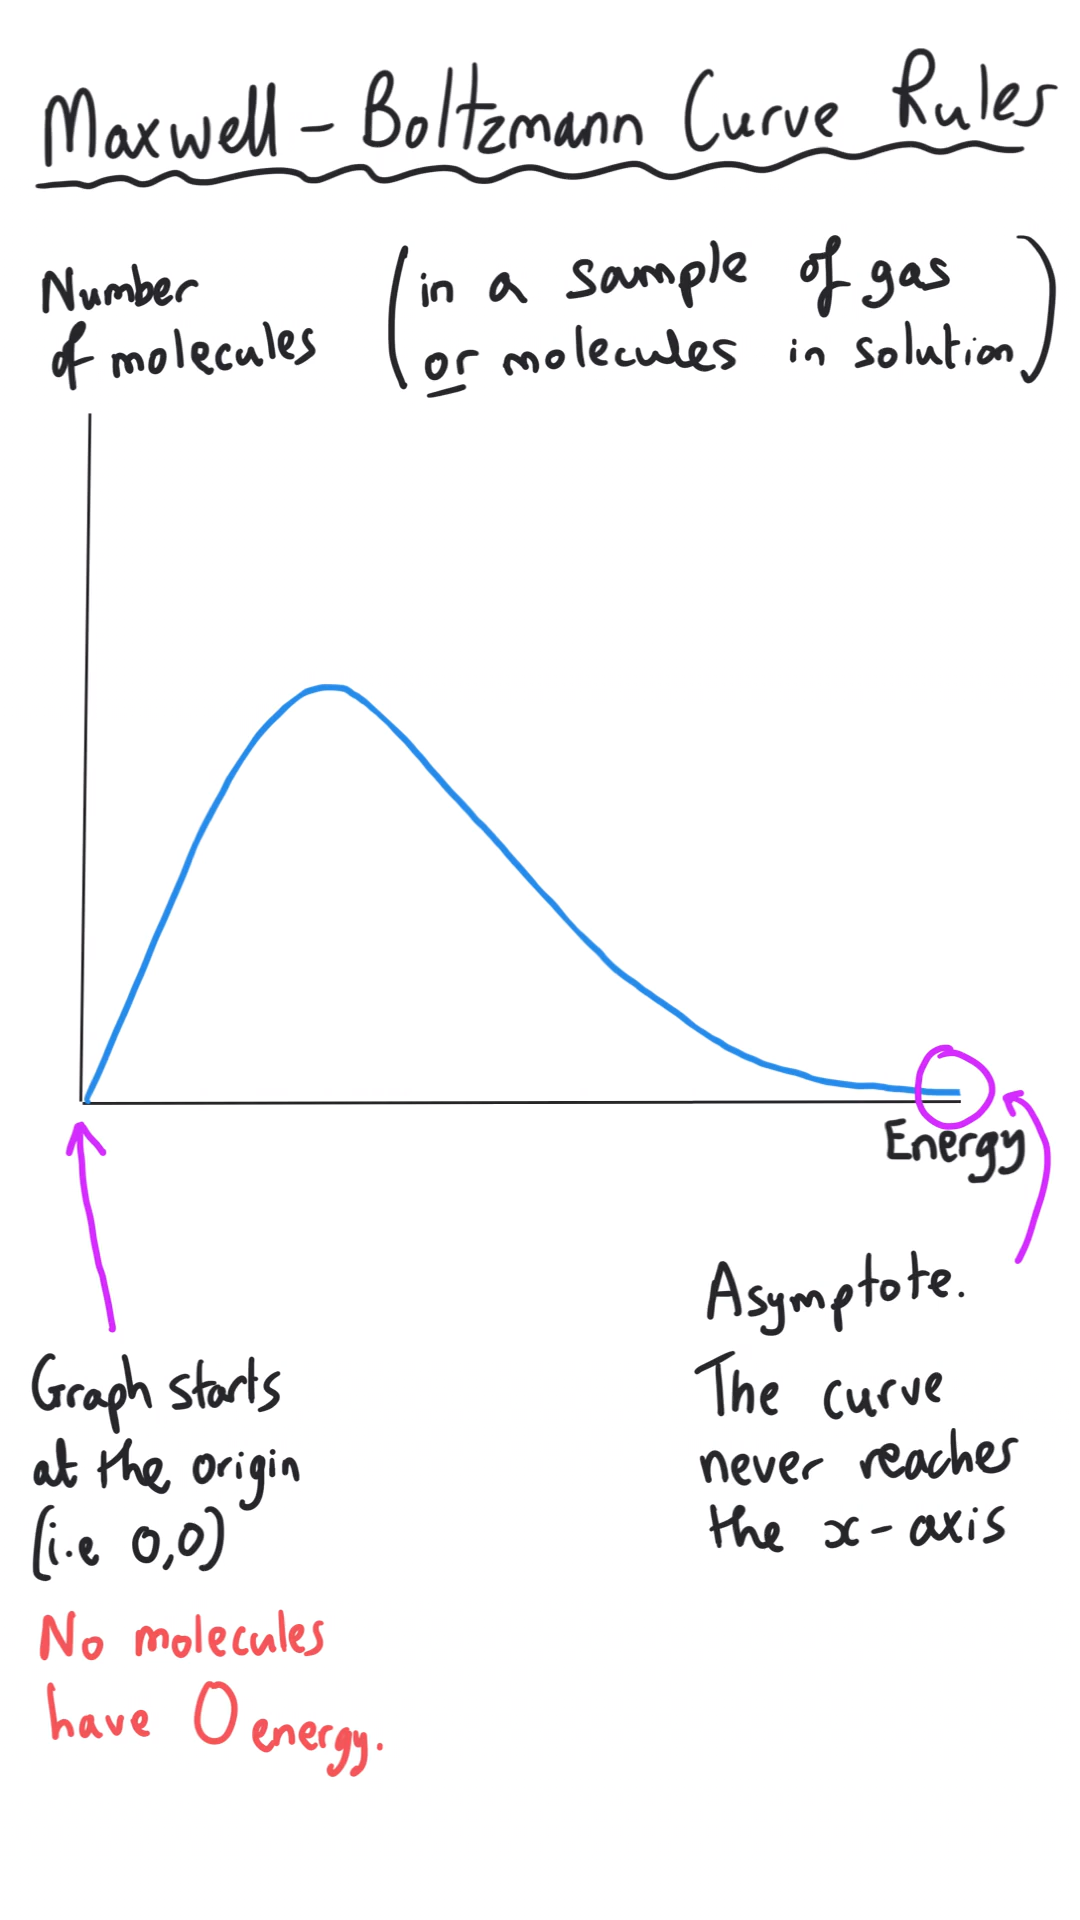 Maxwell - Boltzmann Curve Rules
Number
of molecules
(in a sample of gas
or molecules in solution)
Energy
Asymptote.
The curve
never reaches
the x-axis
Graph starts
at the origin
(i.e 0,0)
No molecules
have 0 energy.